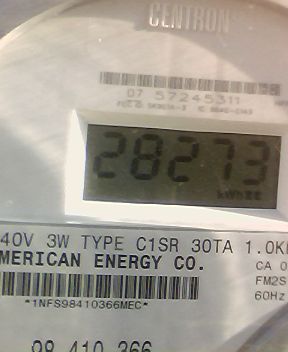 CENTRON
07 57245311
28273
kWh
40V 3W TYPE C1SR 30TA 1.0K
MERICAN ENERGY CO.
CA 0
FM2S
*1NFS98410366MEC*
60Hz
98 410 366